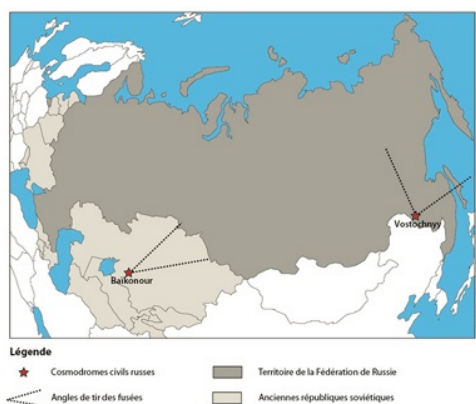 Vostochnyy
Baïkonour
Légende
Cosmodromes civils russes
Territoire de la Fédération de Russie
Angles de tir des fusées
Anciennes républiques soviétiques